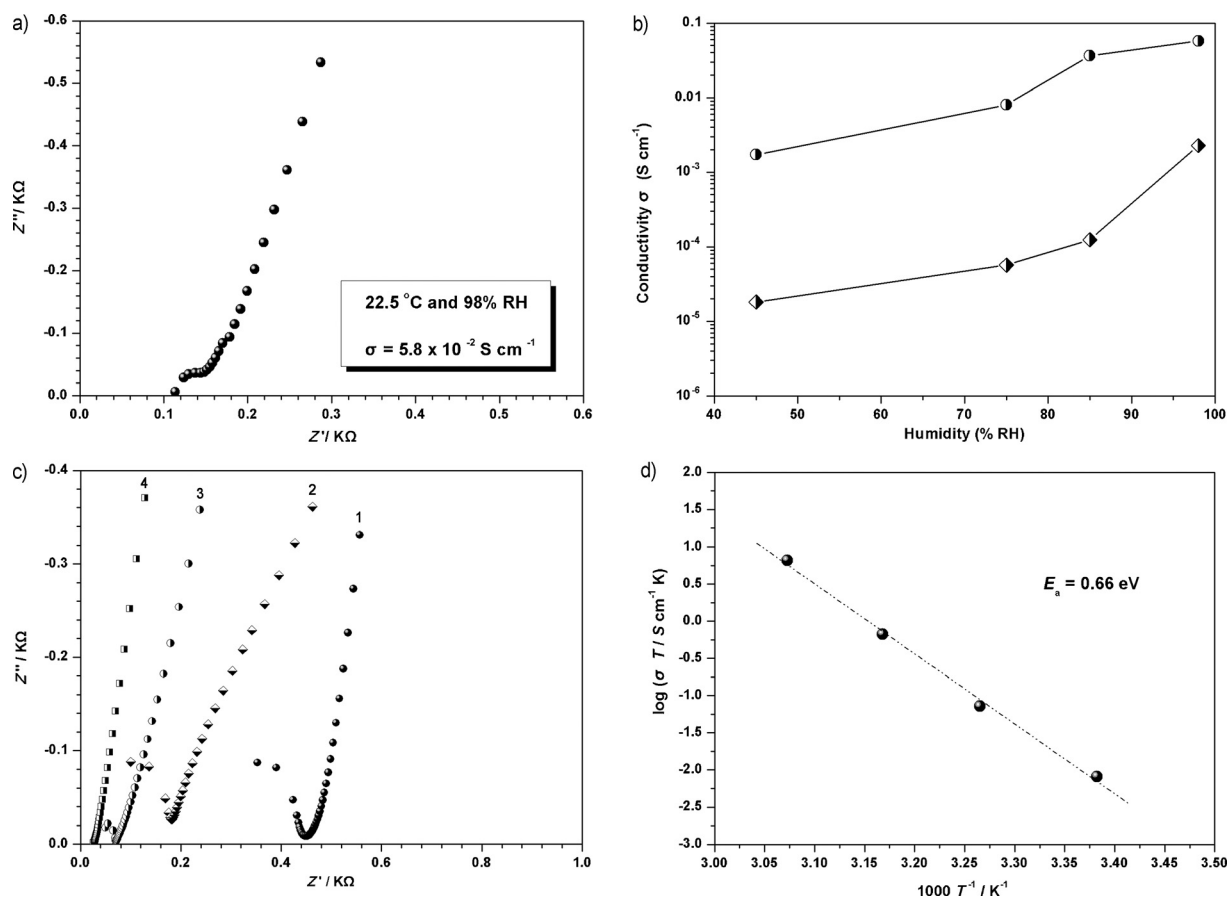 a)
-0.6
-0.5
-0.4
-0.3
-0.2
-0.1
0.0
Z''/ KΩ
22.5 °C and 98% RH
σ = 5.8 x 10⁻² S cm⁻¹
0.1 0.2 0.3 0.4 0.5 0.6
Z'/ KΩ
b)
0.1
0.01
10⁻³
10⁻⁴
10⁻⁵
10⁻⁶
Conductivity σ (S cm⁻¹)
40 50 60 70 80 90 100
Humidity (% RH)
c)
-0.4
-0.3
-0.2
-0.1
0.0
Z''/ KΩ
4 3 2 1
0.0 0.2 0.4 0.6 0.8 1.0
Z' / KΩ
d)
2.0
1.5
1.0
0.5
0.0
-0.5
-1.0
-1.5
-2.0
-2.5
-3.0
log (σ T / S cm⁻¹ K)
Eₐ = 0.66 eV
3.00 3.05 3.10 3.15 3.20 3.25 3.30 3.35 3.40 3.45 3.50
1000 T⁻¹ / K⁻¹